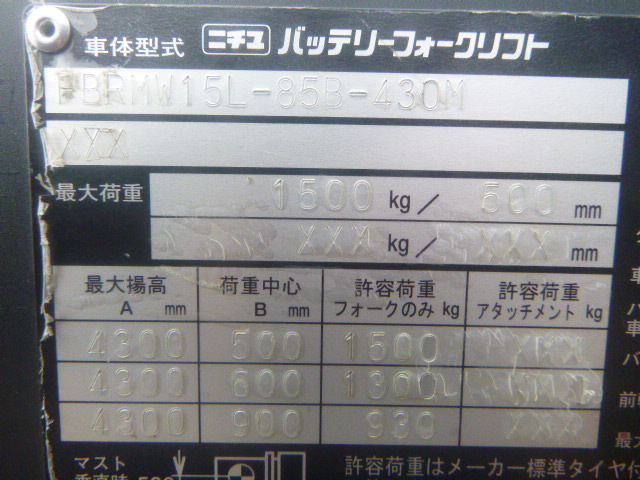 車体型式 ニチユ バッテリーフォークリフト
FBRMW15L-85B-430M
XXX
最大荷重 1500 kg/ 500 mm
XXX kg/ XXX mm
最大揚高 荷重中心 許容荷重 許容荷重
A mm B mm フォークのみ kg アタッチメント kg
4300 500 1500
4300 600 1300
4300 900 939 XXX
マスト
許容荷重はメーカー標準タイヤ付